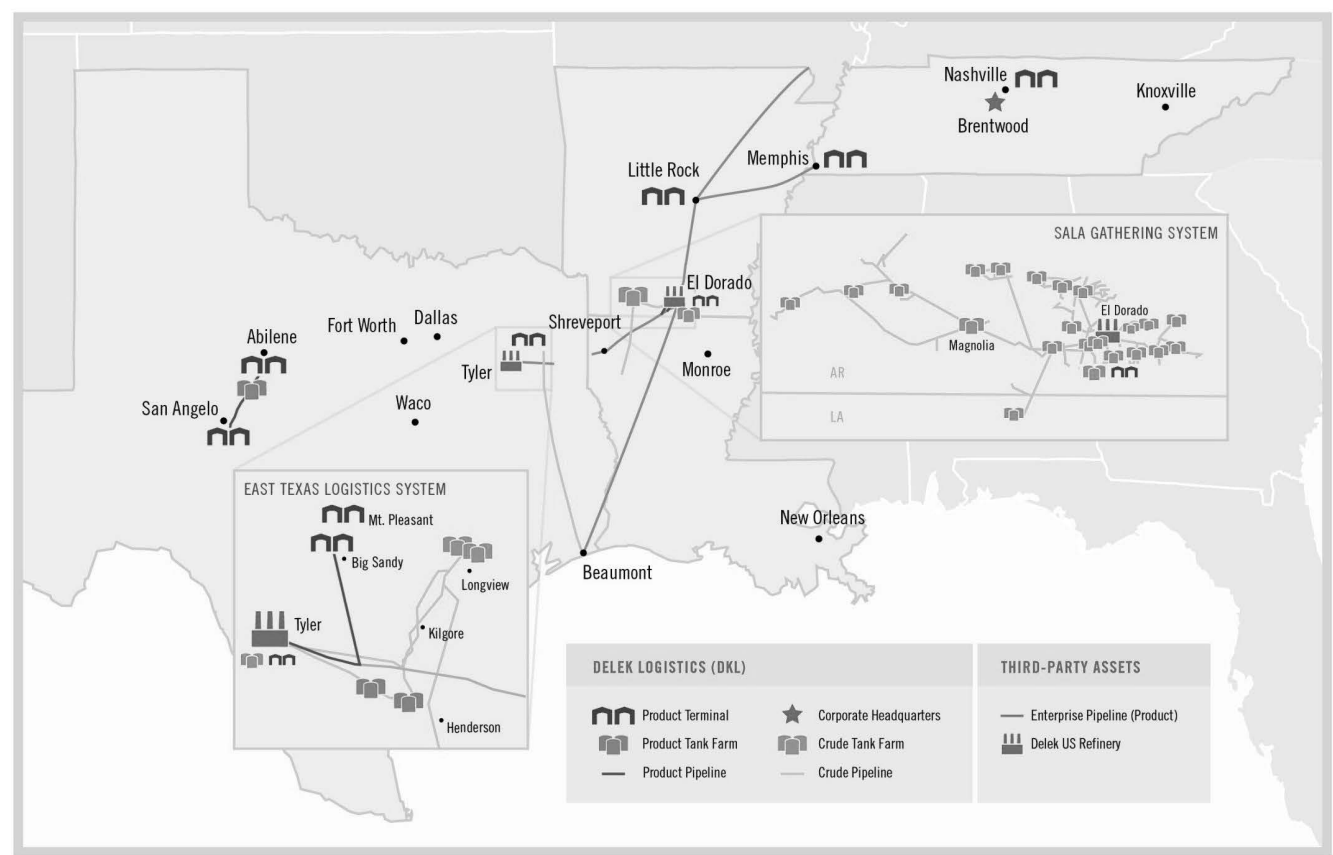 Nashville
Knoxville
Brentwood
Memphis
Little Rock
SALA GATHERING SYSTEM
El Dorado
El Dorado
Magnolia
AR
LA
Shreveport
Monroe
Fort Worth
Dallas
Abilene
Tyler
San Angelo
Waco
EAST TEXAS LOGISTICS SYSTEM
Mt. Pleasant
Big Sandy
Longview
Tyler
Kilgore
Henderson
New Orleans
Beaumont
DELEK LOGISTICS (DKL)
THIRD-PARTY ASSETS
Product Terminal
Corporate Headquarters
Enterprise Pipeline (Product)
Product Tank Farm
Crude Tank Farm
Delek US Refinery
Product Pipeline
Crude Pipeline